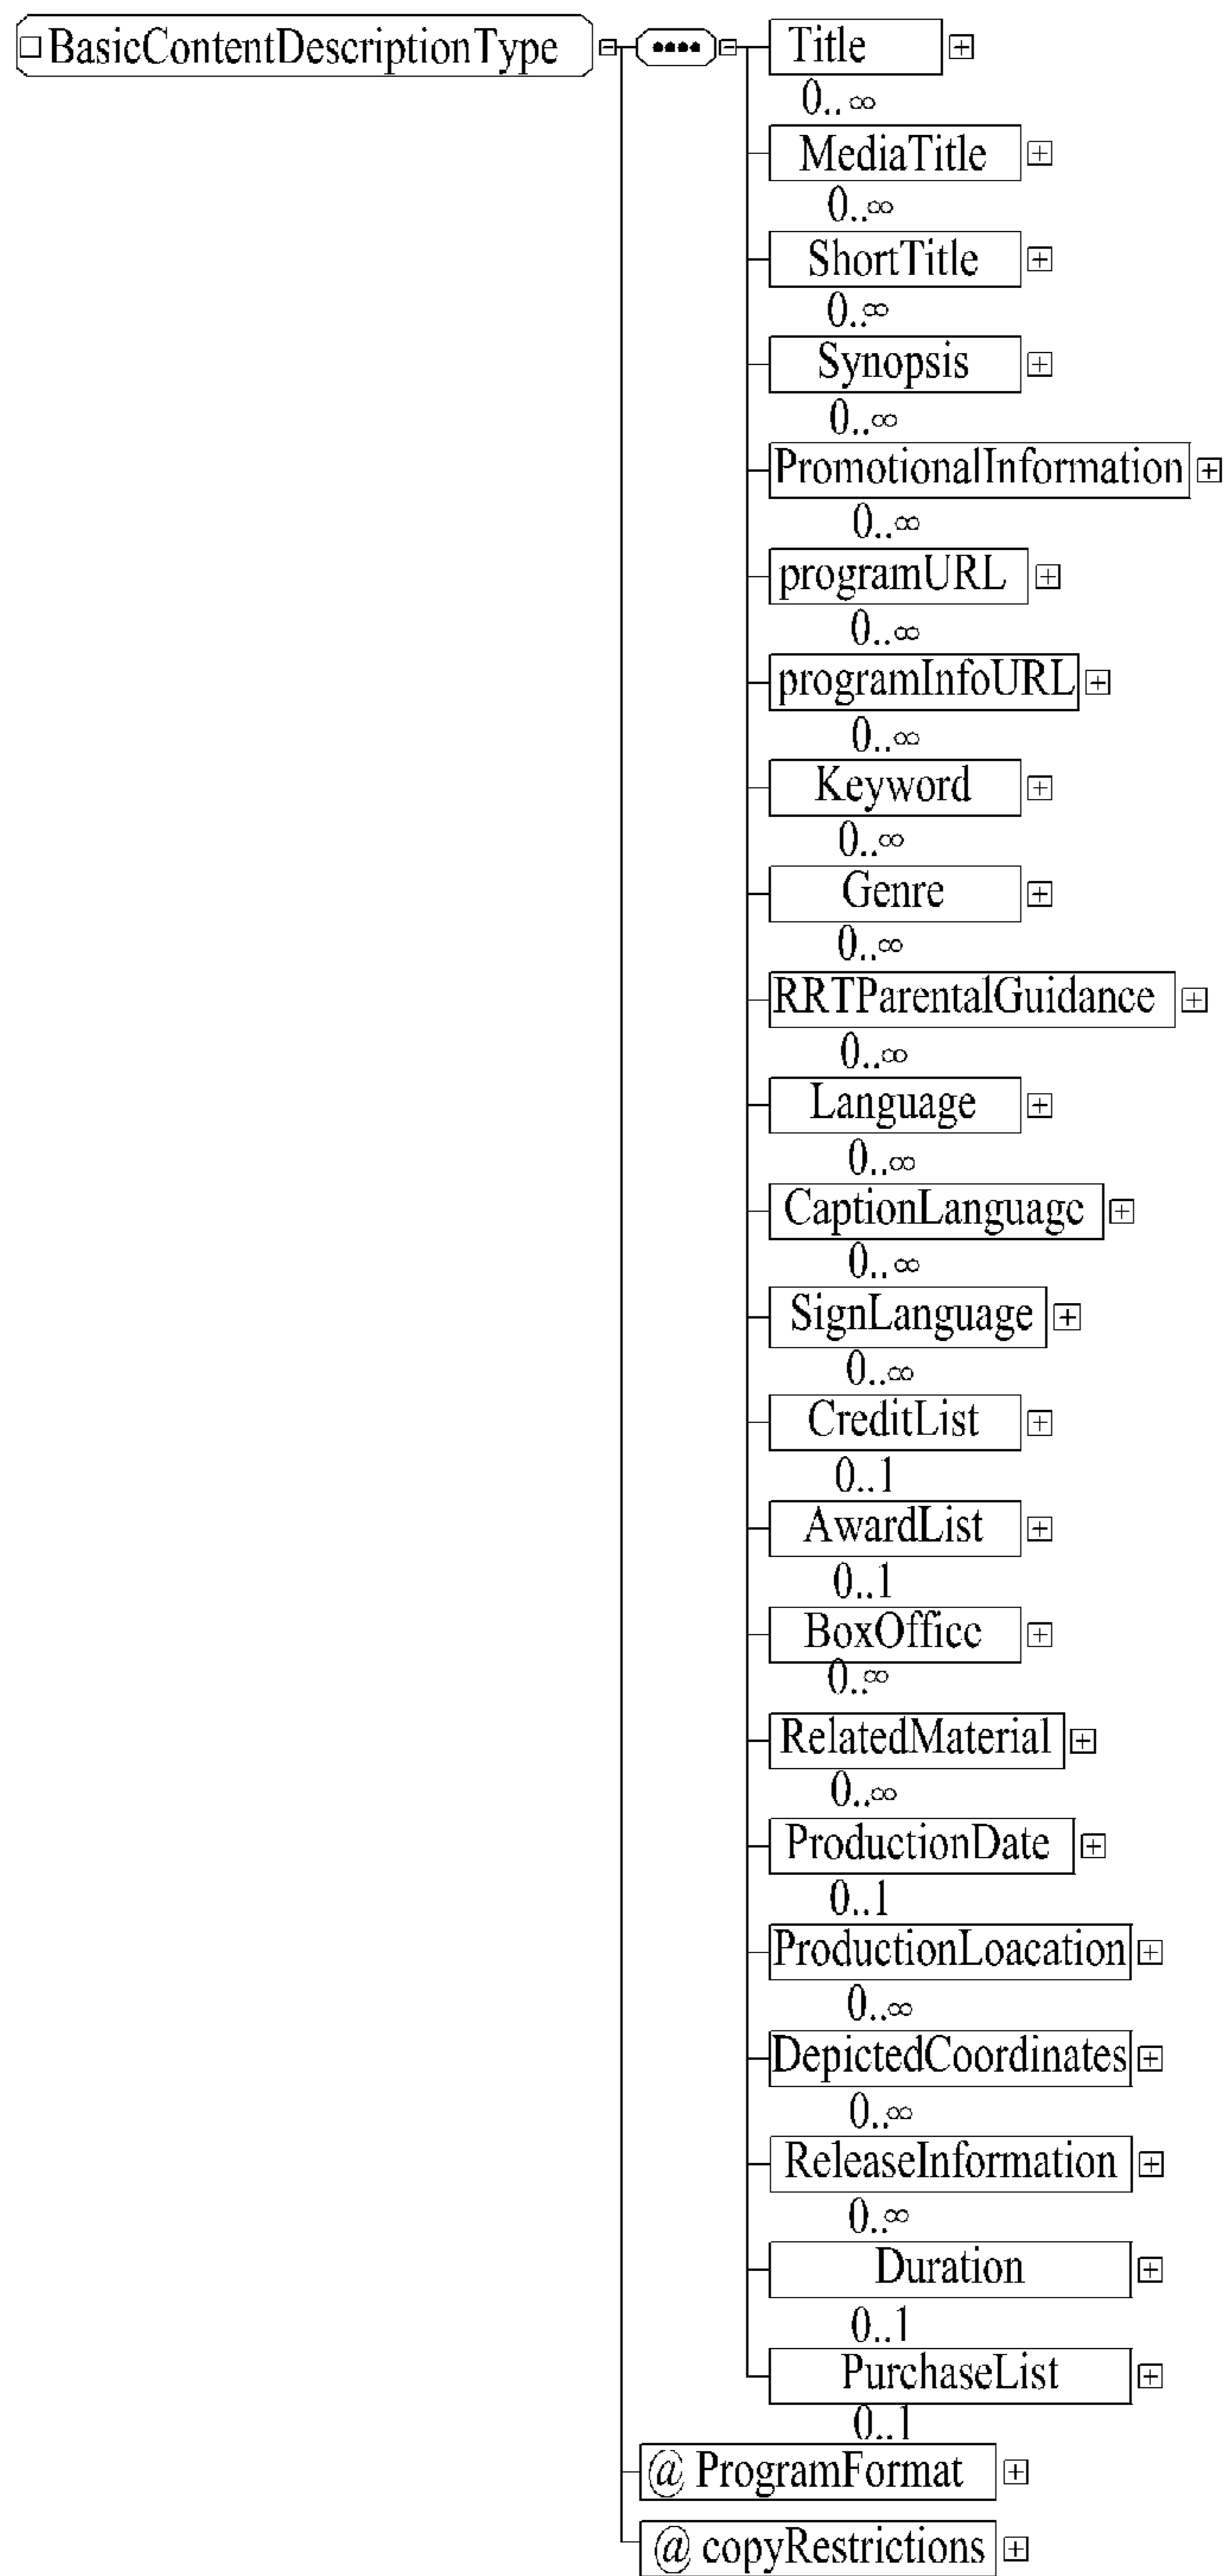 BasicContentDescriptionType
Title
0..∞
MediaTitle
0..∞
ShortTitle
0..∞
Synopsis
0..∞
PromotionalInformation
0..∞
programURL
0..∞
programInfoURL
0..∞
Keyword
0..∞
Genre
0..∞
RRTParentalGuidance
0..∞
Language
0..∞
CaptionLanguage
0..∞
SignLanguage
0..∞
CreditList
0..1
AwardList
0..1
BoxOffice
0..∞
RelatedMaterial
0..∞
ProductionDate
0..1
ProductionLoacation
0..∞
DepictedCoordinates
0..∞
ReleaseInformation
0..∞
Duration
0..1
PurchaseList
0..1
@ ProgramFormat
@ copyRestrictions